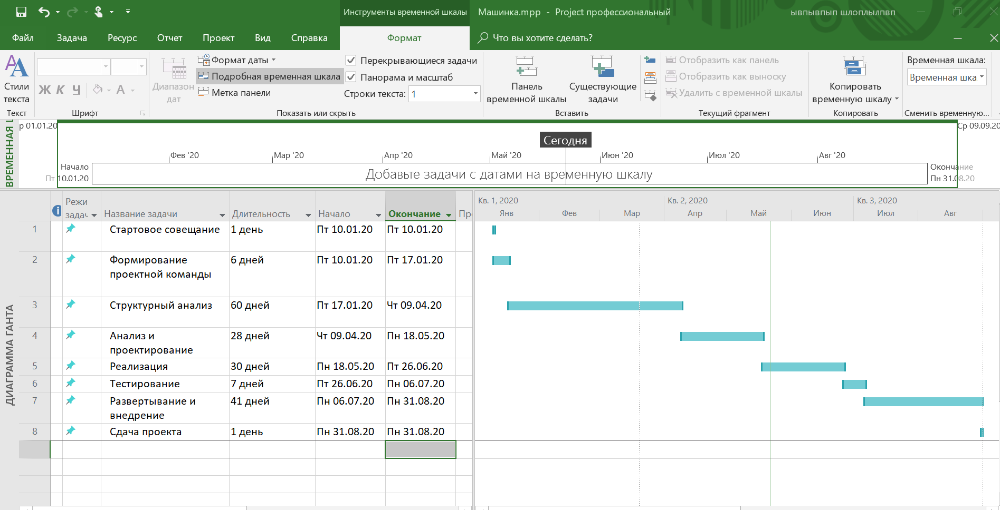 Инструменты временной шкалы
Машинка.mpp - Project профессиональный
ывпывпып шлоплылпвп
Файл Задача Ресурс Отчет Проект Вид Справка Формат Что вы хотите сделать?
Стили текста
Текст
Ж К Ч А
Шрифт
Диапазон дат
Формат даты
Подробная временная шкала
Метка панели
Перекрывающиеся задачи
Панорама и масштаб
Строки текста: 1
Показать или скрыть
Панель временной шкалы
Существующие задачи
Вставить
Отобразить как панель
Отобразить как выноску
Удалить с временной шкалы
Текущий фрагмент
Копировать временную шкалу
Копировать
Временная шкала:
Временная шка.
Сменить временную...
ВРЕМЕННАЯ
р 01.01.20
Ср 09.09.20
Сегодня
Фев '20 Мар '20 Апр '20 Май '20 Июн '20 Июл '20 Авг '20
Начало
Пт 10.01.20
Добавьте задачи с датами на временную шкалу
Окончание
Пн 31.08.20
ДИАГРАММА ГАНТА
Режи
задач Название задачи Длительность Начало Окончание Пр
Кв. 1, 2020 Кв. 2, 2020 Кв. 3, 2020
Янв Фев Мар Апр Май Июн Июл Авг
1 Стартовое совещание 1 день Пт 10.01.20 Пт 10.01.20
2 Формирование проектной команды 6 дней Пт 10.01.20 Пт 17.01.20
3 Структурный анализ 60 дней Пт 17.01.20 Чт 09.04.20
4 Анализ и проектирование 28 дней Чт 09.04.20 Пн 18.05.20
5 Реализация 30 дней Пн 18.05.20 Пт 26.06.20
6 Тестирование 7 дней Пт 26.06.20 Пн 06.07.20
7 Развертывание и внедрение 41 дней Пн 06.07.20 Пн 31.08.20
8 Сдача проекта 1 день Пн 31.08.20 Пн 31.08.20